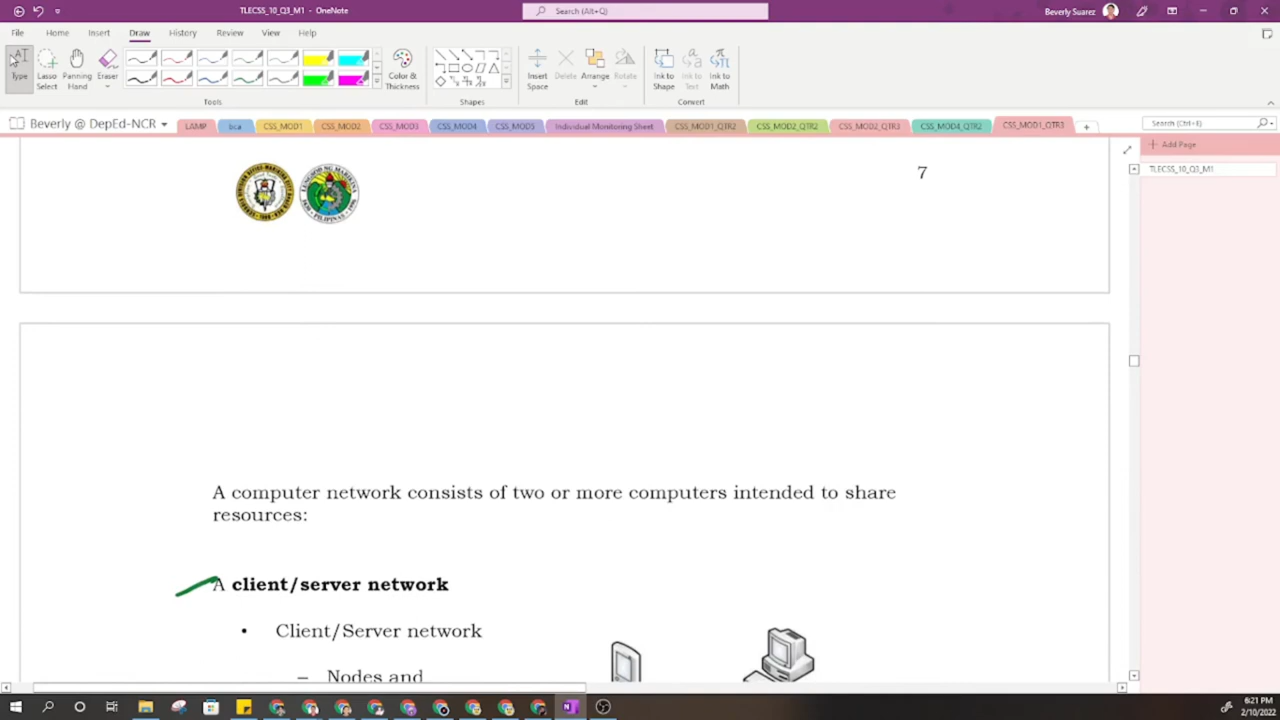 TLECSS_10_Q3_M1 - OneNote
Search (Alt+Q)
Beverly Suarez
File Home Insert Draw History Review View Help
Type
Lasso Select
Panning Hand
Eraser
Color & Thickness
Insert Space
Delete
Arrange
Rotate
Ink to Shape
Ink to Text
Ink to Math
Tools
Shapes
Edit
Convert
Beverly @ DepEd-NCR
LAMP
bca
CSS_MOD1
CSS_MOD2
CSS_MOD3
CSS_MOD4
CSS_MOD5
Individual Monitoring Sheet
CSS_MOD1_QTR2
CSS_MOD2_QTR2
CSS_MOD2_QTR3
CSS_MOD4_QTR2
CSS_MOD1_QTR3
+
Search (Ctrl+E)
Add Page
TLECSS_10_Q3_M1
7
A computer network consists of two or more computers intended to share
resources:
A client/server network
• Client/Server network
– Nodes and
6:21 PM
2/10/2022